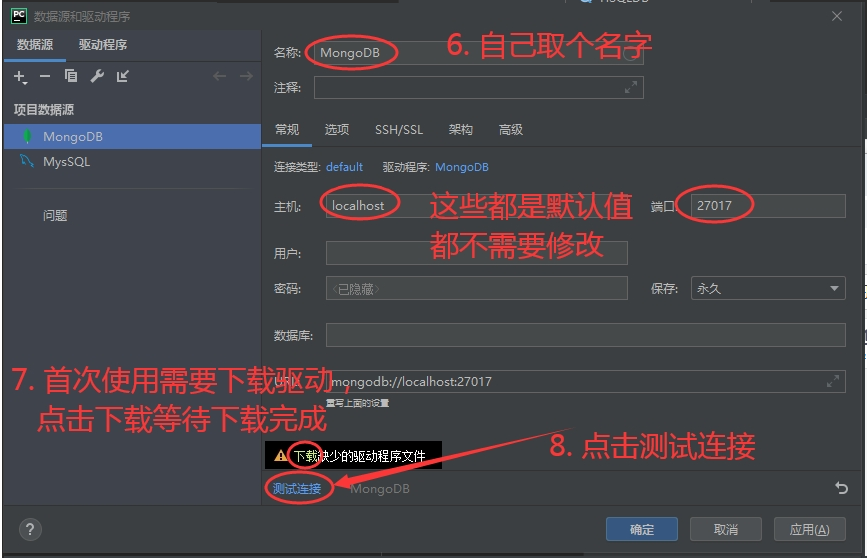 PC 数据源和驱动程序
数据源 驱动程序
名称: MongoDB
6. 自己取个名字
注释:
项目数据源
MongoDB
MysSQL
问题
常规 选项 SSH/SSL 架构 高级
连接类型: default 驱动程序: MongoDB
主机: localhost
端口: 27017
这些都是默认值
都不需要修改
用户:
密码: <已隐藏>
保存: 永久
数据库:
7. 首次使用需要下载驱动，
点击下载等待下载完成
URL: mongodb://localhost:27017
重写上面的设置
下载缺少的驱动程序文件
8. 点击测试连接
测试连接 MongoDB
? 确定 取消 应用(A)